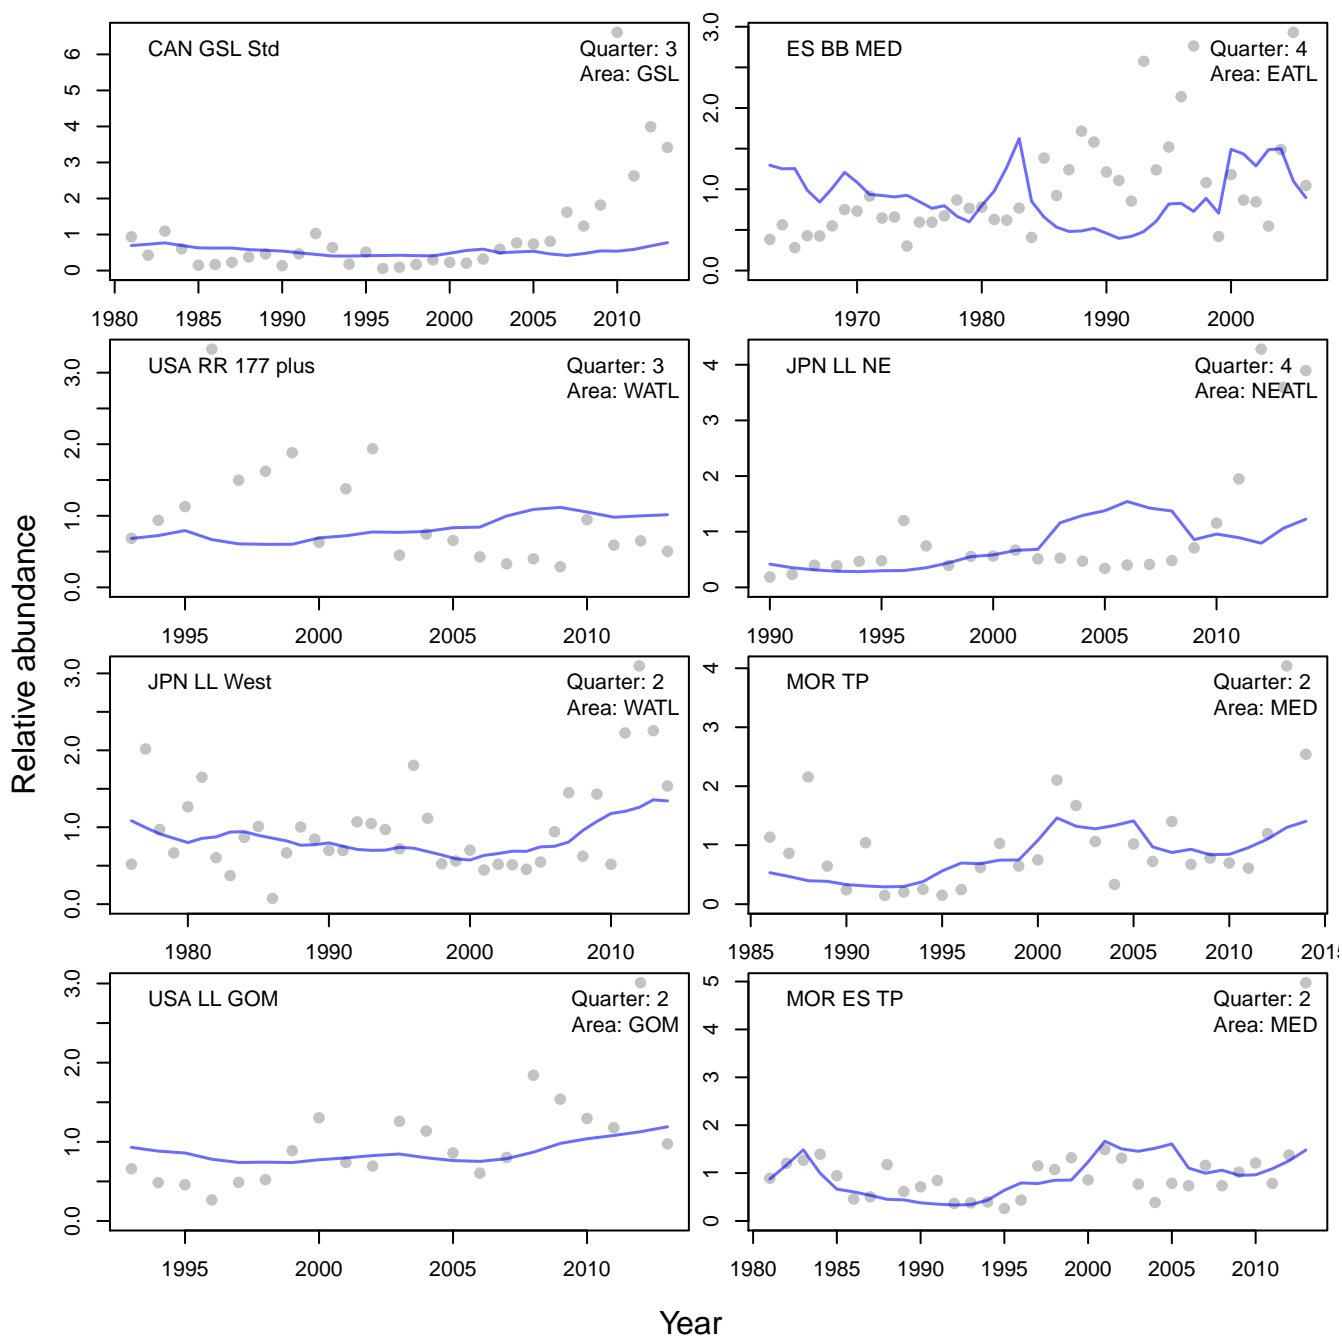 CAN GSL Std
Quarter: 3
Area: GSL
0 1 2 3 4 5 6
1980 1985 1990 1995 2000 2005 2010
ES BB MED
Quarter: 4
Area: EATL
0.0 1.0 2.0 3.0
1970 1980 1990 2000
USA RR 177 plus
Quarter: 3
Area: WATL
0.0 1.0 2.0 3.0
1995 2000 2005 2010
JPN LL NE
Quarter: 4
Area: NEATL
0 1 2 3 4
1990 1995 2000 2005 2010
Relative abundance
JPN LL West
Quarter: 2
Area: WATL
0.0 1.0 2.0 3.0
1980 1990 2000 2010
MOR TP
Quarter: 2
Area: MED
0 1 2 3 4
1985 1990 1995 2000 2005 2010 2015
USA LL GOM
Quarter: 2
Area: GOM
0.0 1.0 2.0 3.0
1995 2000 2005 2010
MOR ES TP
Quarter: 2
Area: MED
0 1 2 3 4 5
1980 1985 1990 1995 2000 2005 2010
Year